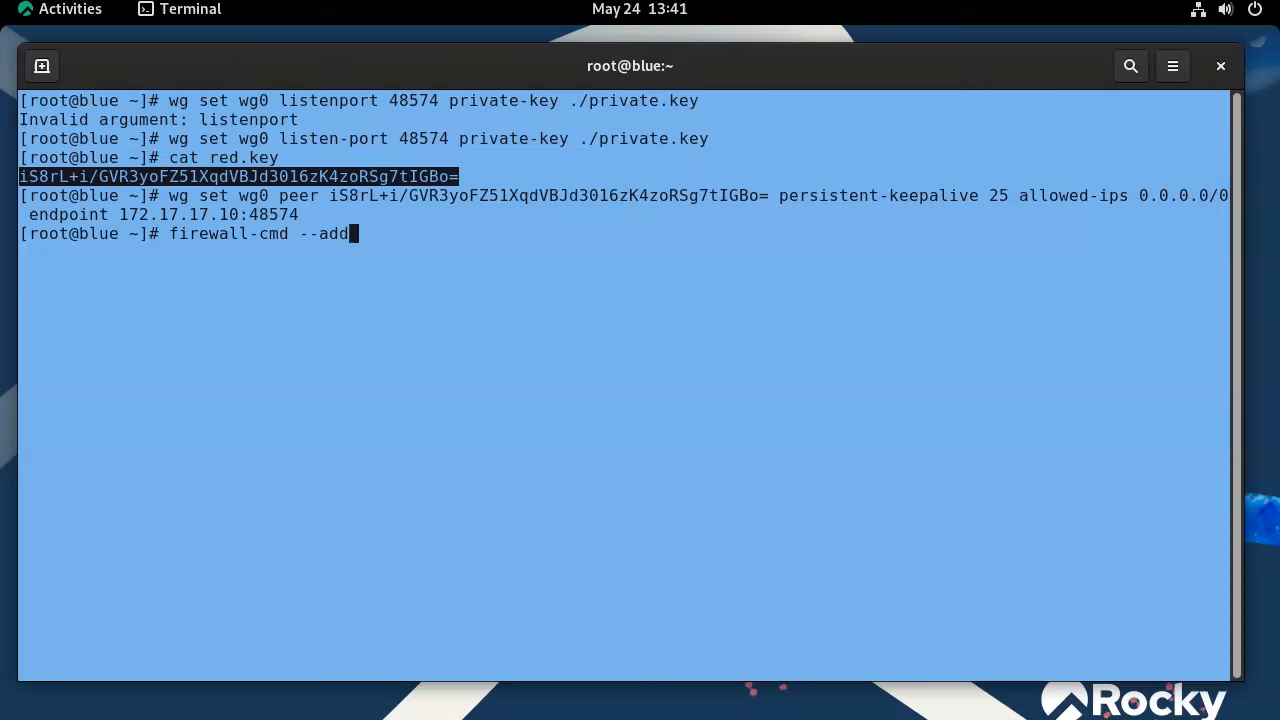 Activities Terminal May 24 13:41
root@blue:~
[root@blue ~]# wg set wg0 listenport 48574 private-key ./private.key
Invalid argument: listenport
[root@blue ~]# wg set wg0 listen-port 48574 private-key ./private.key
[root@blue ~]# cat red.key
iS8rL+i/GVR3yoFZ51XqdVBJd3016zK4zoRSg7tIGBo=
[root@blue ~]# wg set wg0 peer iS8rL+i/GVR3yoFZ51XqdVBJd3016zK4zoRSg7tIGBo= persistent-keepalive 25 allowed-ips 0.0.0.0/0
endpoint 172.17.17.10:48574
[root@blue ~]# firewall-cmd --add
Rocky